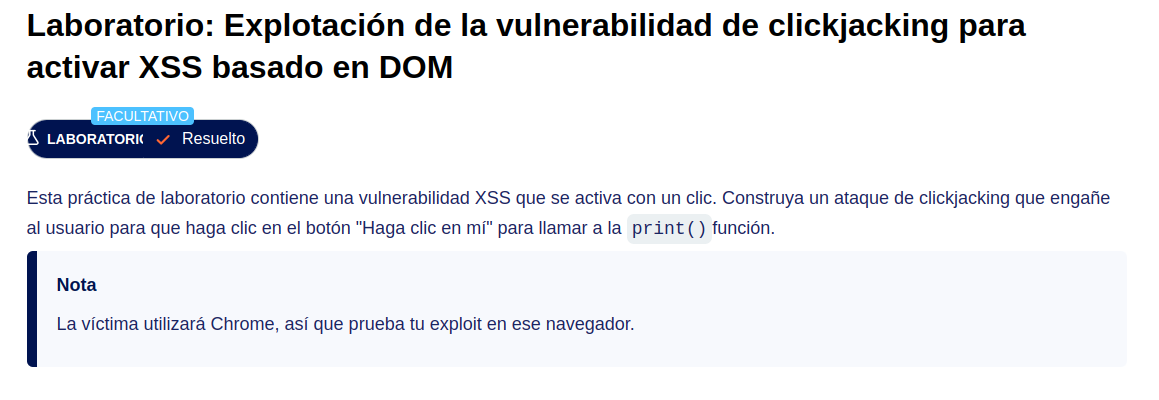 Laboratorio: Explotación de la vulnerabilidad de clickjacking para
activar XSS basado en DOM
FACULTATIVO
LABORATORIO Resuelto
Esta práctica de laboratorio contiene una vulnerabilidad XSS que se activa con un clic. Construya un ataque de clickjacking que engañe
al usuario para que haga clic en el botón "Haga clic en mí" para llamar a la print() función.
Nota
La víctima utilizará Chrome, así que prueba tu exploit en ese navegador.